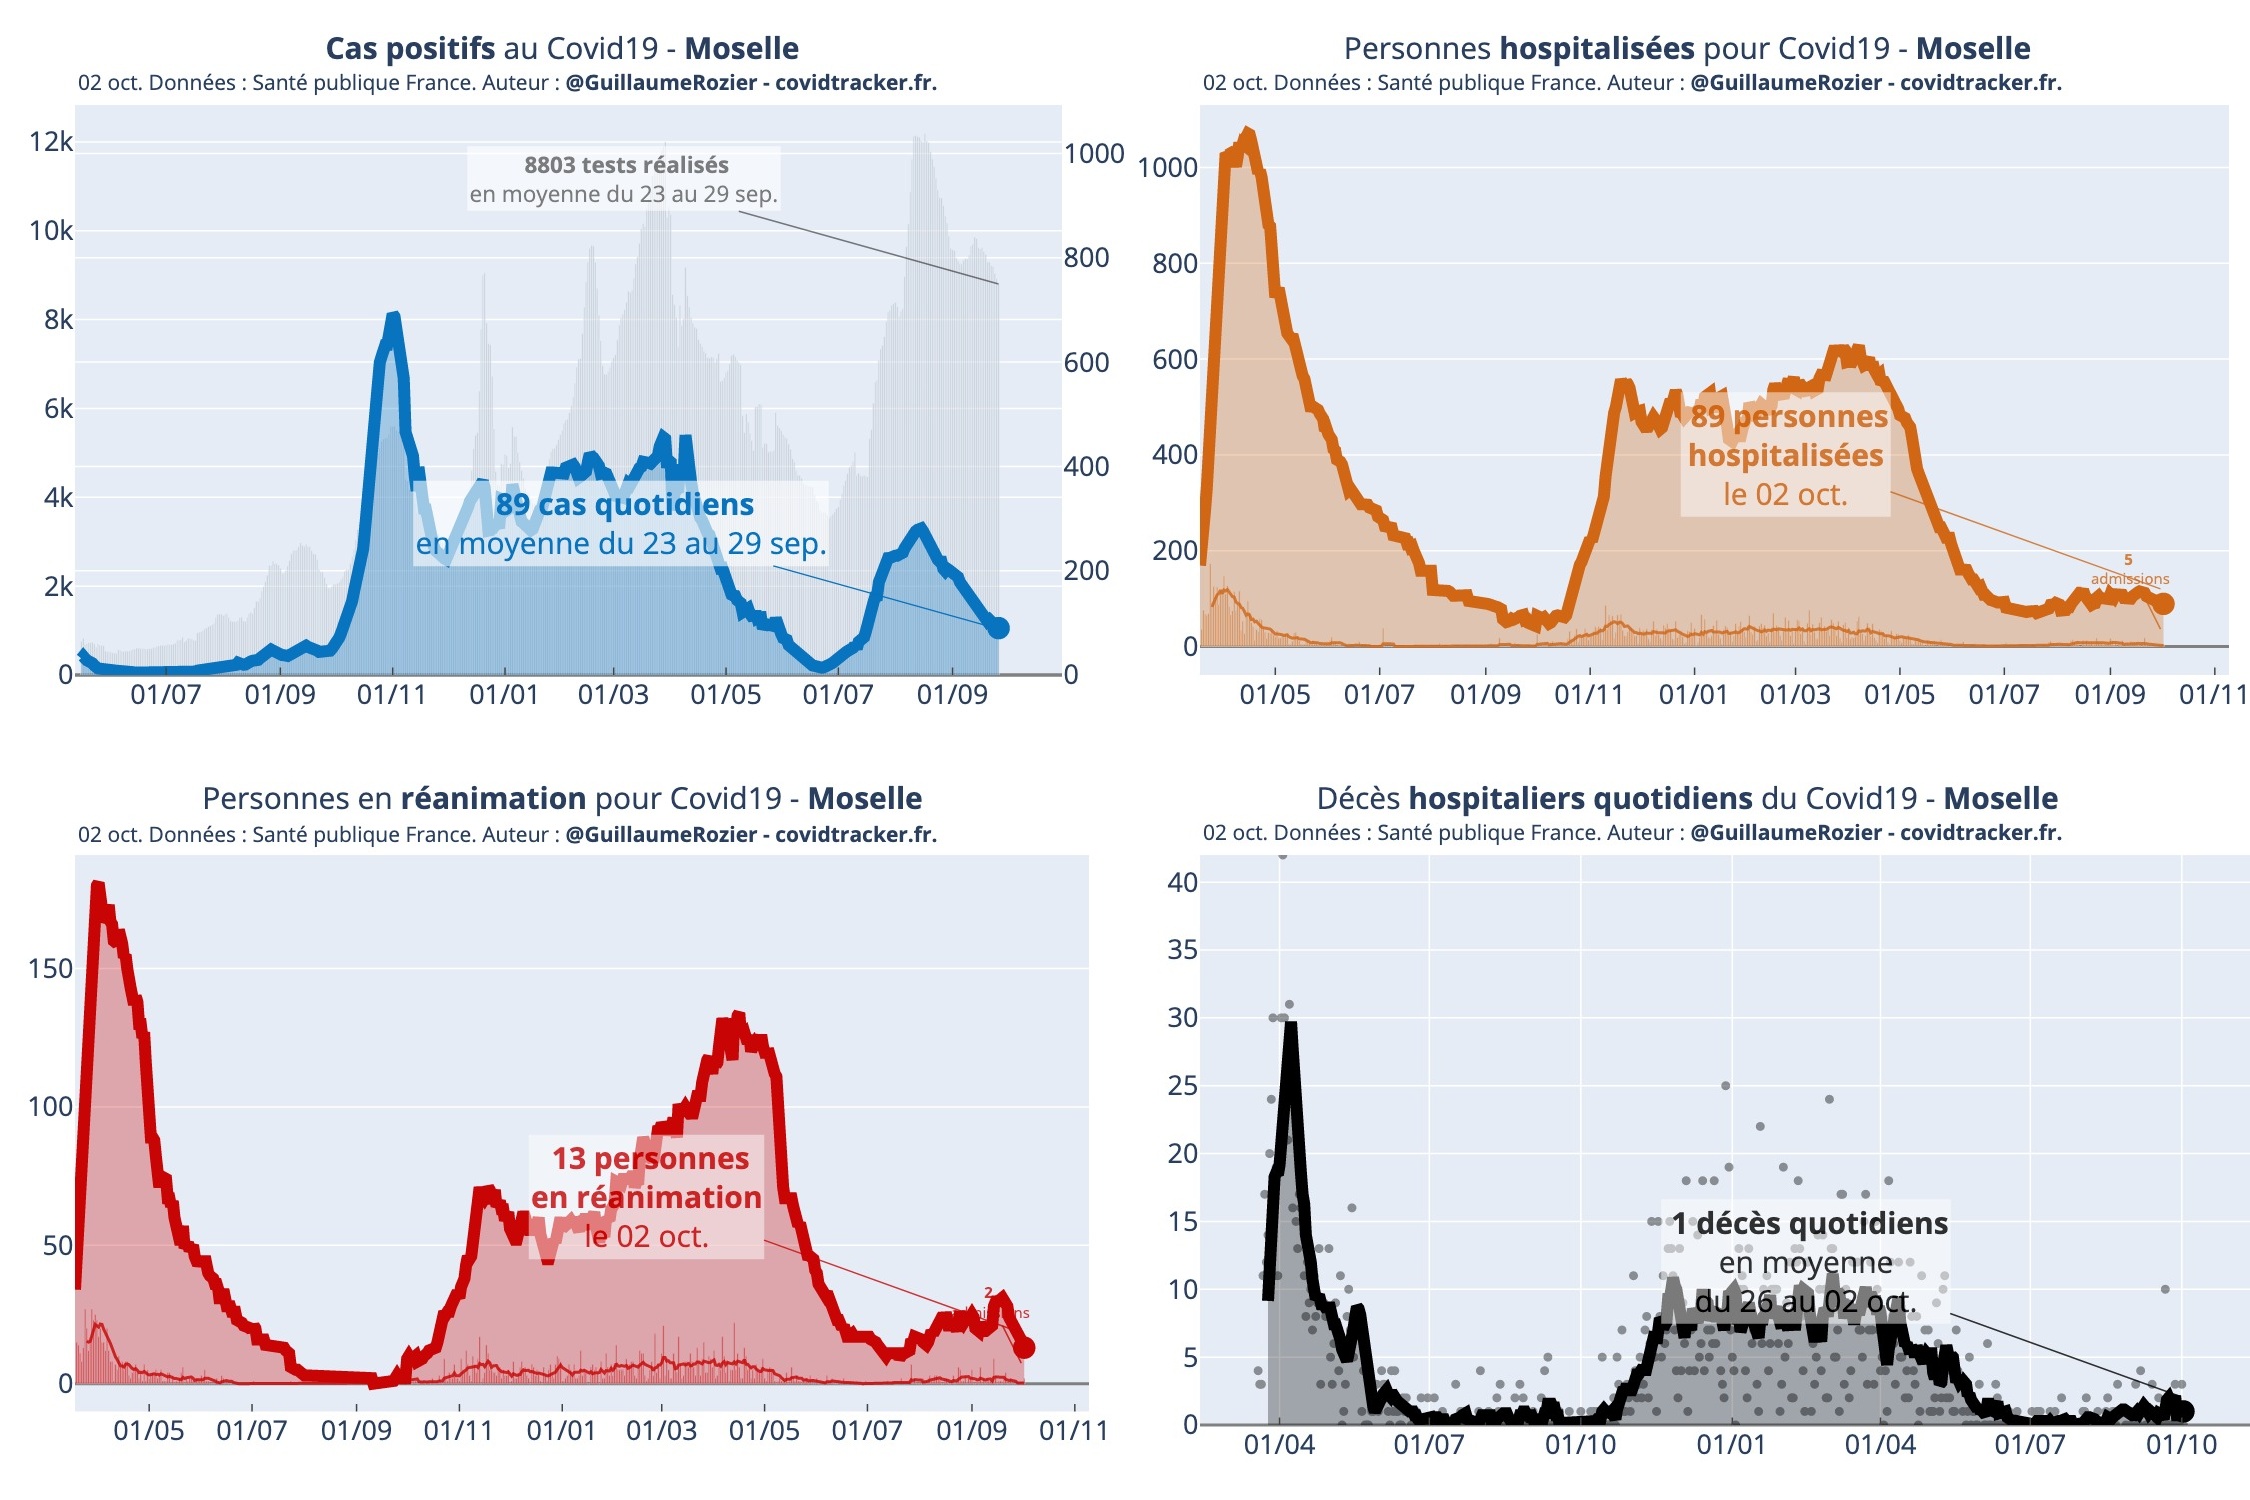 Cas positifs au Covid19 - Moselle
02 oct. Données : Santé publique France. Auteur : @GuillaumeRozier - covidtracker.fr.
12k
10k
8k
6k
4k
2k
0
1000
800
600
400
200
0
8803 tests réalisés
en moyenne du 23 au 29 sep.
89 cas quotidiens
en moyenne du 23 au 29 sep.
01/07 01/09 01/11 01/01 01/03 01/05 01/07 01/09
Personnes hospitalisées pour Covid19 - Moselle
02 oct. Données : Santé publique France. Auteur : @GuillaumeRozier - covidtracker.fr.
1000
800
600
400
200
0
89 personnes
hospitalisées
le 02 oct.
5
admissions
01/05 01/07 01/09 01/11 01/01 01/03 01/05 01/07 01/09 01/11
Personnes en réanimation pour Covid19 - Moselle
02 oct. Données : Santé publique France. Auteur : @GuillaumeRozier - covidtracker.fr.
150
100
50
0
13 personnes
en réanimation
le 02 oct.
2
admissions
01/05 01/07 01/09 01/11 01/01 01/03 01/05 01/07 01/09 01/11
Décès hospitaliers quotidiens du Covid19 - Moselle
02 oct. Données : Santé publique France. Auteur : @GuillaumeRozier - covidtracker.fr.
40
35
30
25
20
15
10
5
0
1 décès quotidiens
en moyenne
du 26 au 02 oct.
01/04 01/07 01/10 01/01 01/04 01/07 01/10